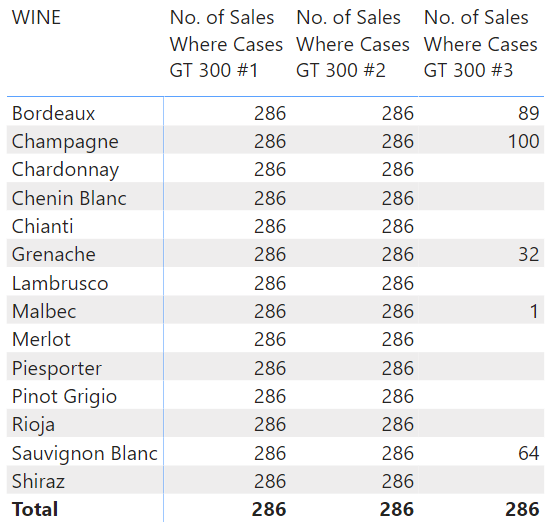 WINE No. of Sales No. of Sales No. of Sales
Where Cases Where Cases Where Cases
GT 300 #1 GT 300 #2 GT 300 #3
Bordeaux 286 286 89
Champagne 286 286 100
Chardonnay 286 286
Chenin Blanc 286 286
Chianti 286 286
Grenache 286 286 32
Lambrusco 286 286
Malbec 286 286 1
Merlot 286 286
Piesporter 286 286
Pinot Grigio 286 286
Rioja 286 286
Sauvignon Blanc 286 286 64
Shiraz 286 286
Total 286 286 286